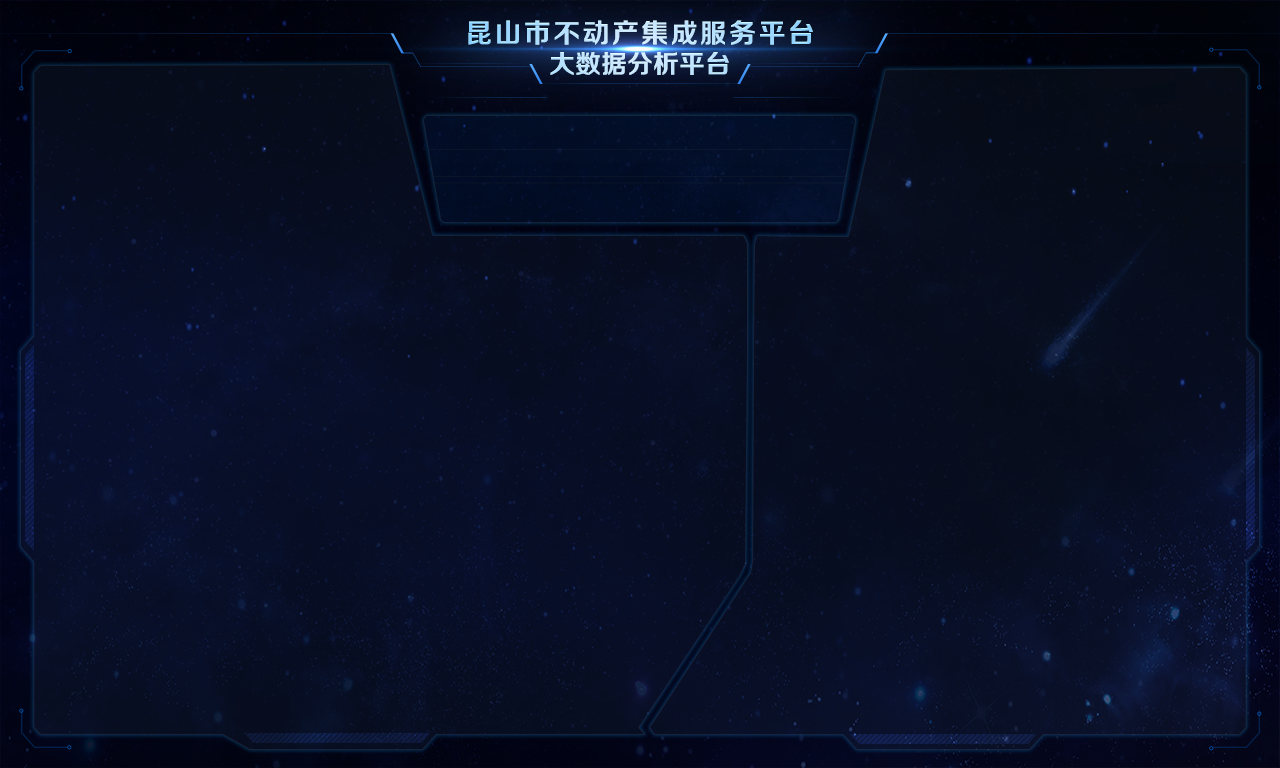 昆山市不动产集成服务平台
大数据分析平台